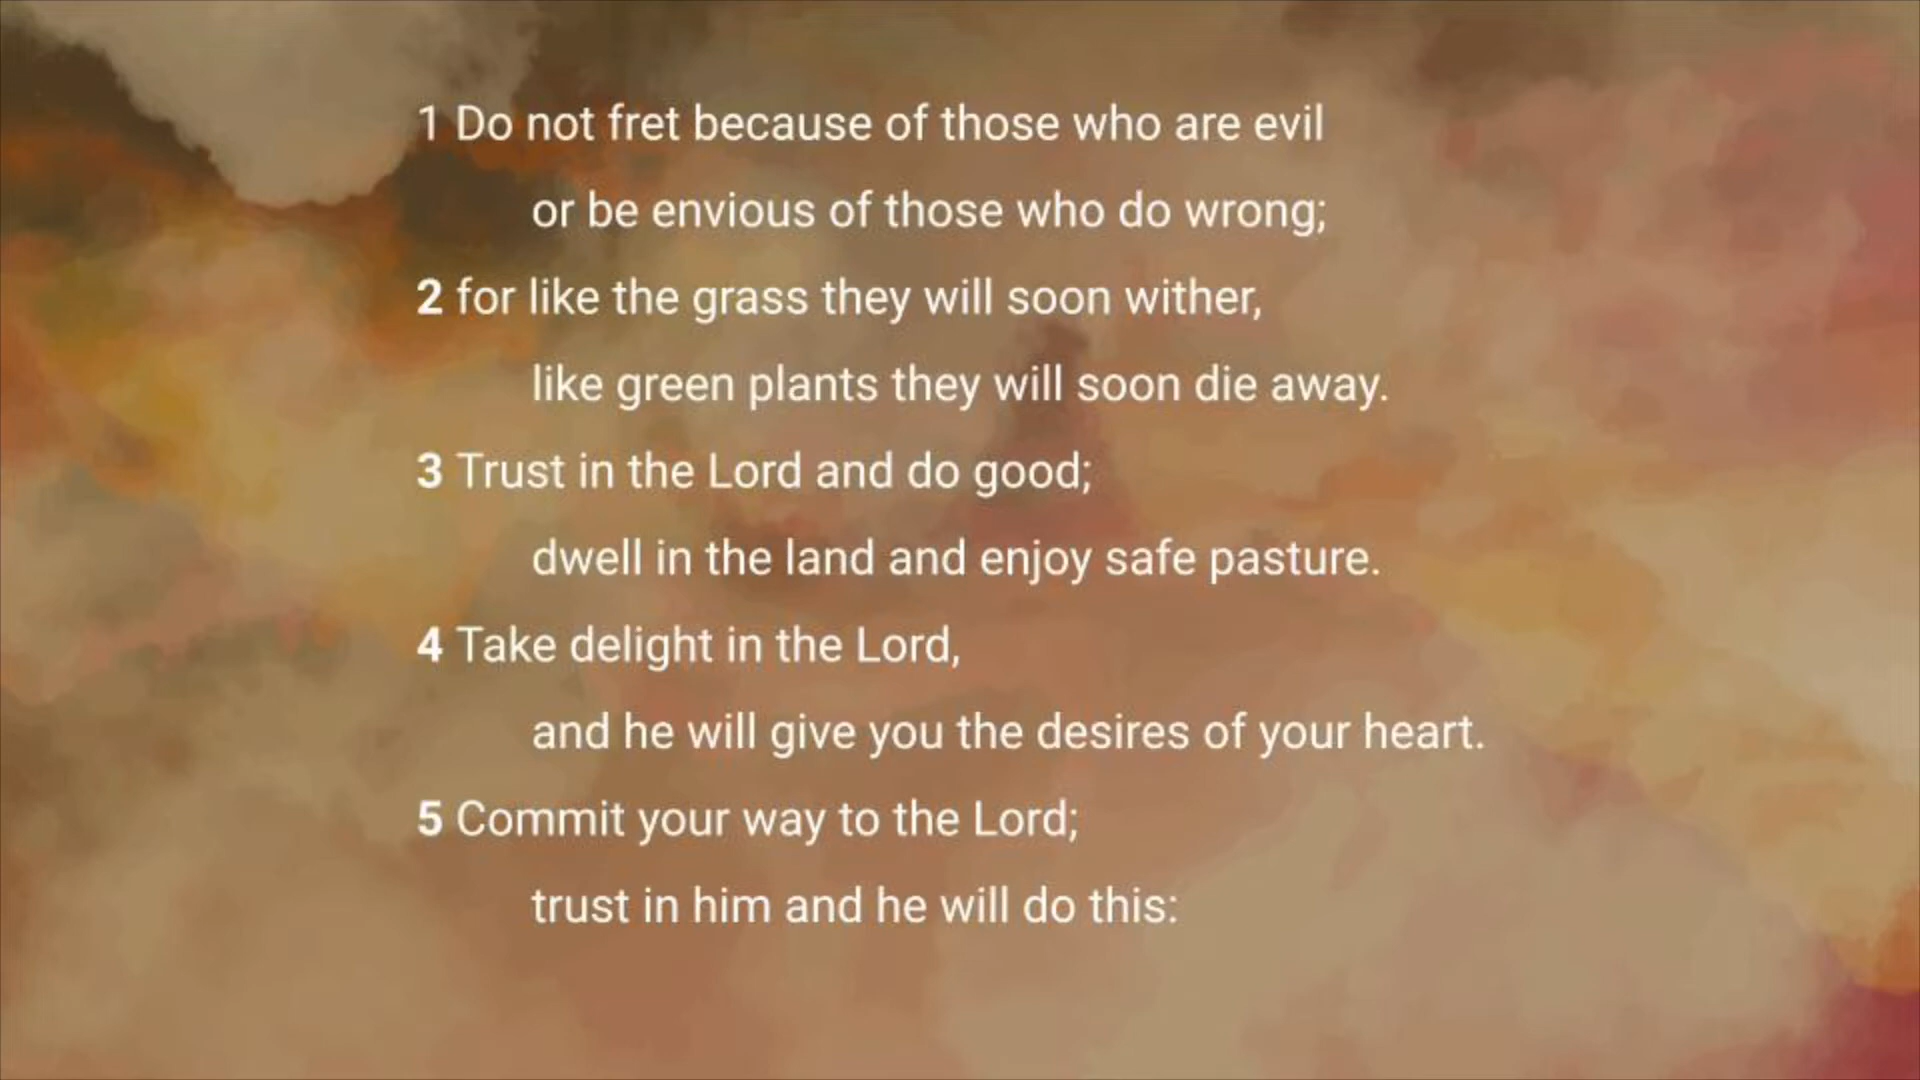 1 Do not fret because of those who are evil
or be envious of those who do wrong;
2 for like the grass they will soon wither,
like green plants they will soon die away.
3 Trust in the Lord and do good;
dwell in the land and enjoy safe pasture.
4 Take delight in the Lord,
and he will give you the desires of your heart.
5 Commit your way to the Lord;
trust in him and he will do this: